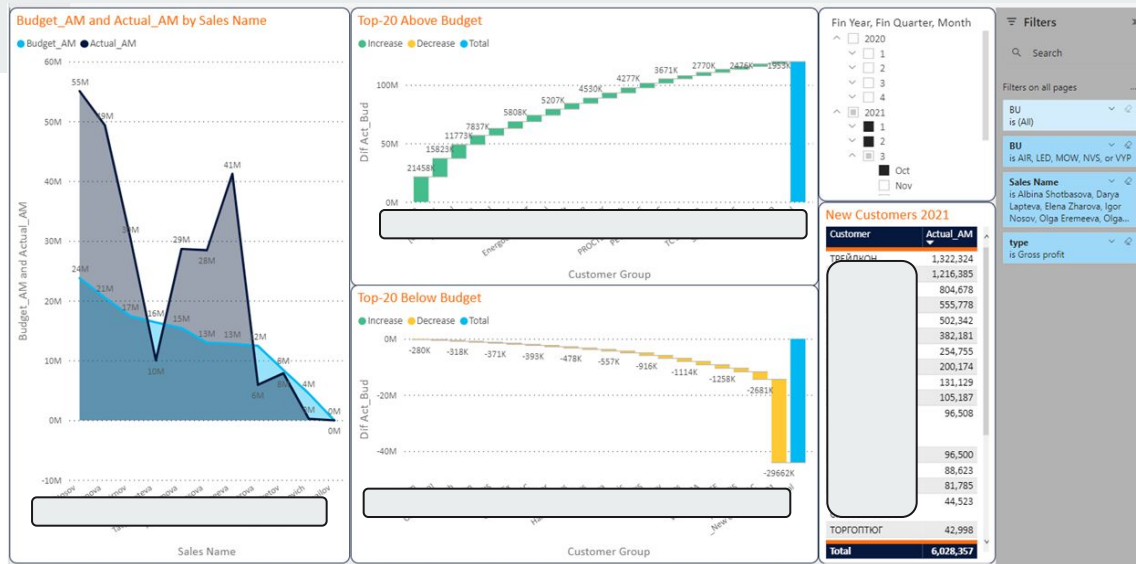 Budget_AM and Actual_AM by Sales Name
Budget_AM Actual_AM
Budget_AM and Actual_AM
60M
50M
40M
30M
20M
10M
0M
-10M
55M
41M
29M
28M
24M
21M
17M
16M
15M
13M
13M
10M
6M
8M
4M
0M
0M
Sales Name
Top-20 Above Budget
Increase Decrease Total
Dif Act_Bud
100M
50M
0M
21458K
15823K
11773K
7837K
5808K
5207K
4530K
4277K
3671K
2770K
2476K
1953K
Customer Group
Top-20 Below Budget
Increase Decrease Total
Dif Act_Bud
0M
-20M
-40M
-280K
-318K
-371K
-393K
-478K
-557K
-916K
-1114K
-1258K
-2681K
-29662K
Customer Group
Fin Year, Fin Quarter, Month
2020
1
2
3
4
2021
1
2
3
Oct
Nov
New Customers 2021
Customer Actual_AM
ТРЕЙДКОН 1,322,324
1,216,385
804,678
555,778
502,342
382,181
254,755
200,174
131,129
105,187
96,508
96,500
88,623
81,785
44,523
ТОРГОПТЮГ 42,998
Total 6,028,357
Filters
Search
Filters on all pages
BU
is (All)
BU
is AIR, LED, MOW, NVS, or VYP
Sales Name
is Albina Shotbasova, Darya
Lapteva, Elena Zharova, Igor
Nosov, Olga Eremeeva, Olga...
type
is Gross profit